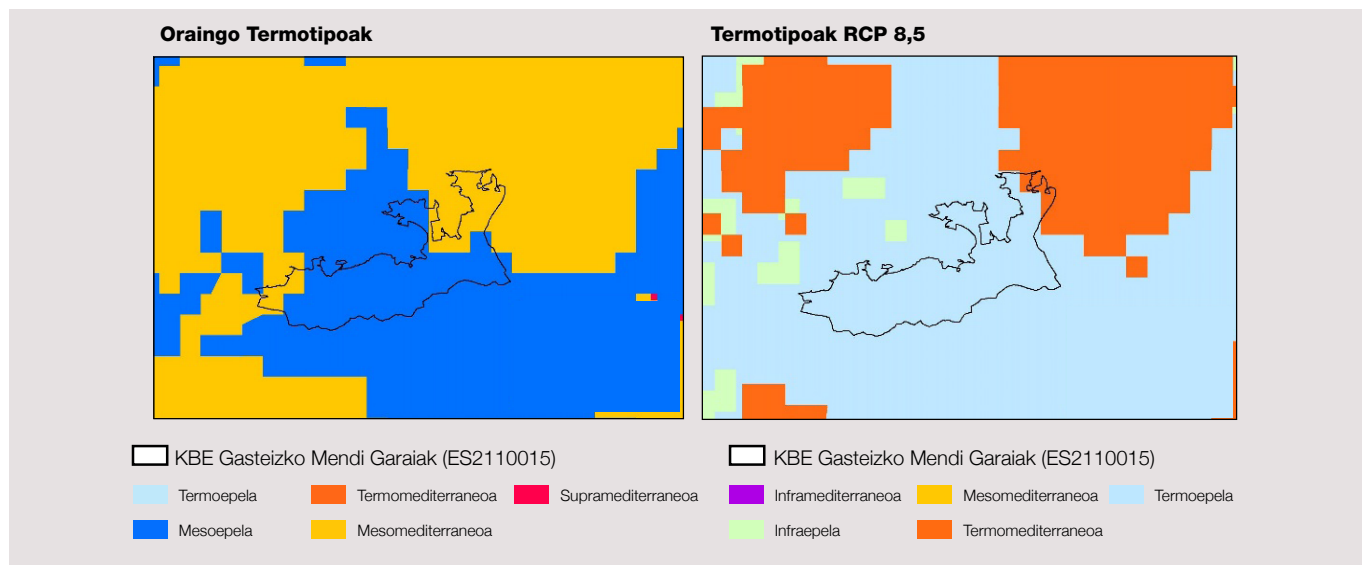 Oraingo Termotipoak
Termotipoak RCP 8,5
KBE Gasteizko Mendi Garaiak (ES2110015)
Termoepela
Termomediterraneoa
Supramediterraneoa
Mesoepela
Mesomediterraneoa
KBE Gasteizko Mendi Garaiak (ES2110015)
Inframediterraneoa
Mesomediterraneoa
Termoepela
Infraepela
Termomediterraneoa